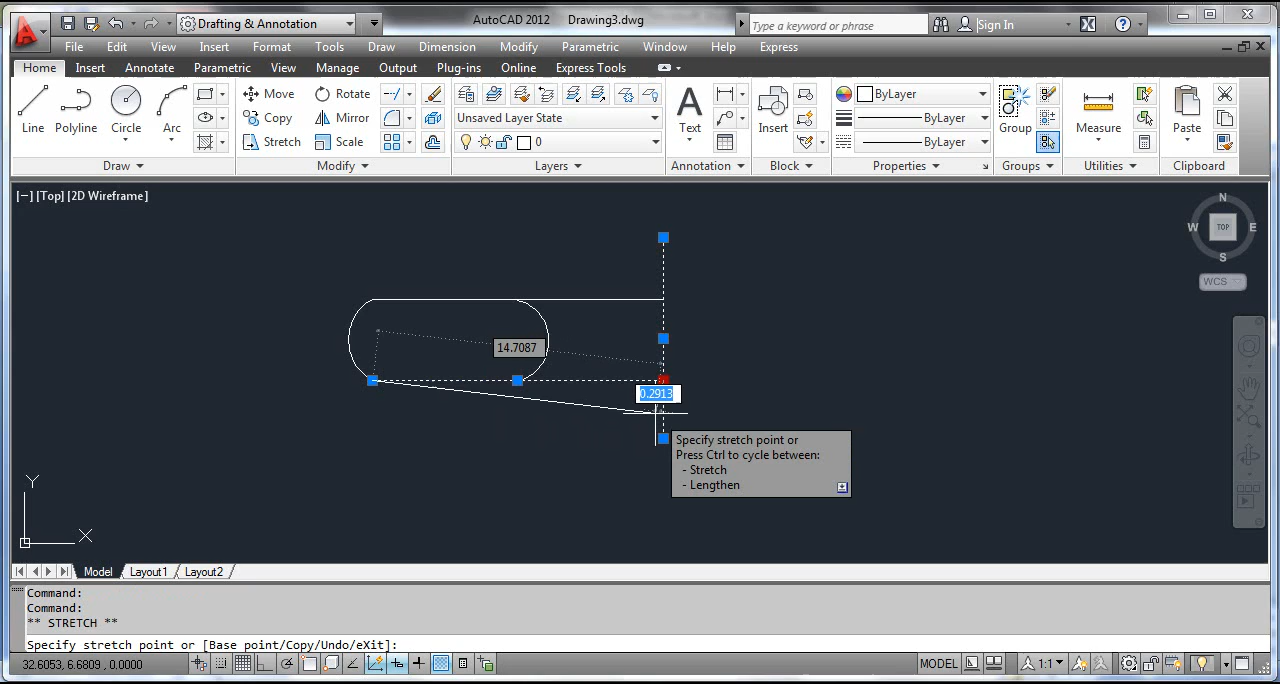 Drafting & Annotation
AutoCAD 2012 Drawing3.dwg
Type a keyword or phrase
Sign In
File Edit View Insert Format Tools Draw Dimension Modify Parametric Window Help Express
Home Insert Annotate Parametric View Manage Output Plug-ins Online Express Tools
Line Polyline Circle Arc
Move Rotate
Copy Mirror
Stretch Scale
Unsaved Layer State
0
Text
Insert
ByLayer
ByLayer
ByLayer
Group
Measure
Paste
Draw Modify Layers Annotation Block Properties Groups Utilities Clipboard
[−] [Top] [2D Wireframe]
N
W TOP E
S
WCS
14.7087
0.2913
Specify stretch point or
Press Ctrl to cycle between:
- Stretch
- Lengthen
Y
X
Model Layout1 Layout2
Command:
Command:
** STRETCH **
Specify stretch point or [Base point/Copy/Undo/eXit]:
32.6053, 6.6809 , 0.0000
MODEL
1:1